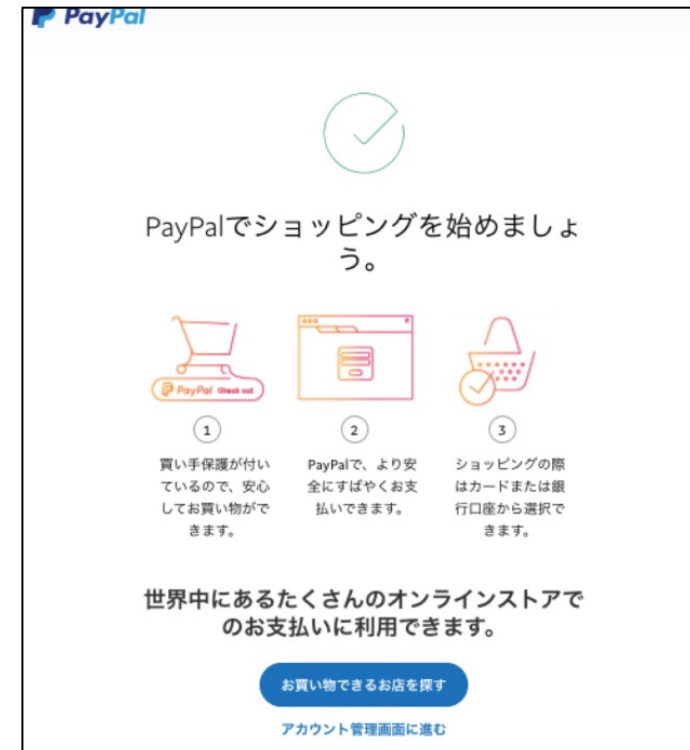 PayPal
PayPalでショッピングを始めましょ
う。
PayPal Check out
1
2
3
買い手保護が付い
ているので、安心
してお買い物がで
きます。
PayPalで、より安
全にすばやくお支
払いできます。
ショッピングの際
はカードまたは銀
行口座から選択で
きます。
世界中にあるたくさんのオンラインストアで
のお支払いに利用できます。
お買い物できるお店を探す
アカウント管理画面に進む